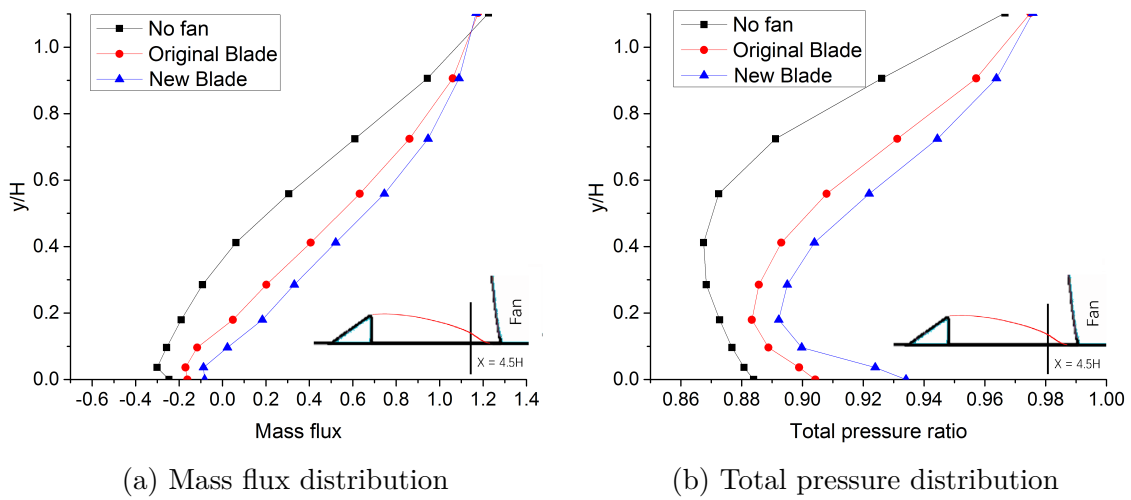 No fan
Original Blade
New Blade
y/H
1.0
0.8
0.6
0.4
0.2
0.0
-0.6 -0.4 -0.2 0.0 0.2 0.4 0.6 0.8 1.0 1.2 1.4
Mass flux
Fan
X = 4.5H
(a) Mass flux distribution
No fan
Original Blade
New Blade
y/H
1.0
0.8
0.6
0.4
0.2
0.0
0.86 0.88 0.90 0.92 0.94 0.96 0.98 1.00
Total pressure ratio
Fan
X = 4.5H
(b) Total pressure distribution